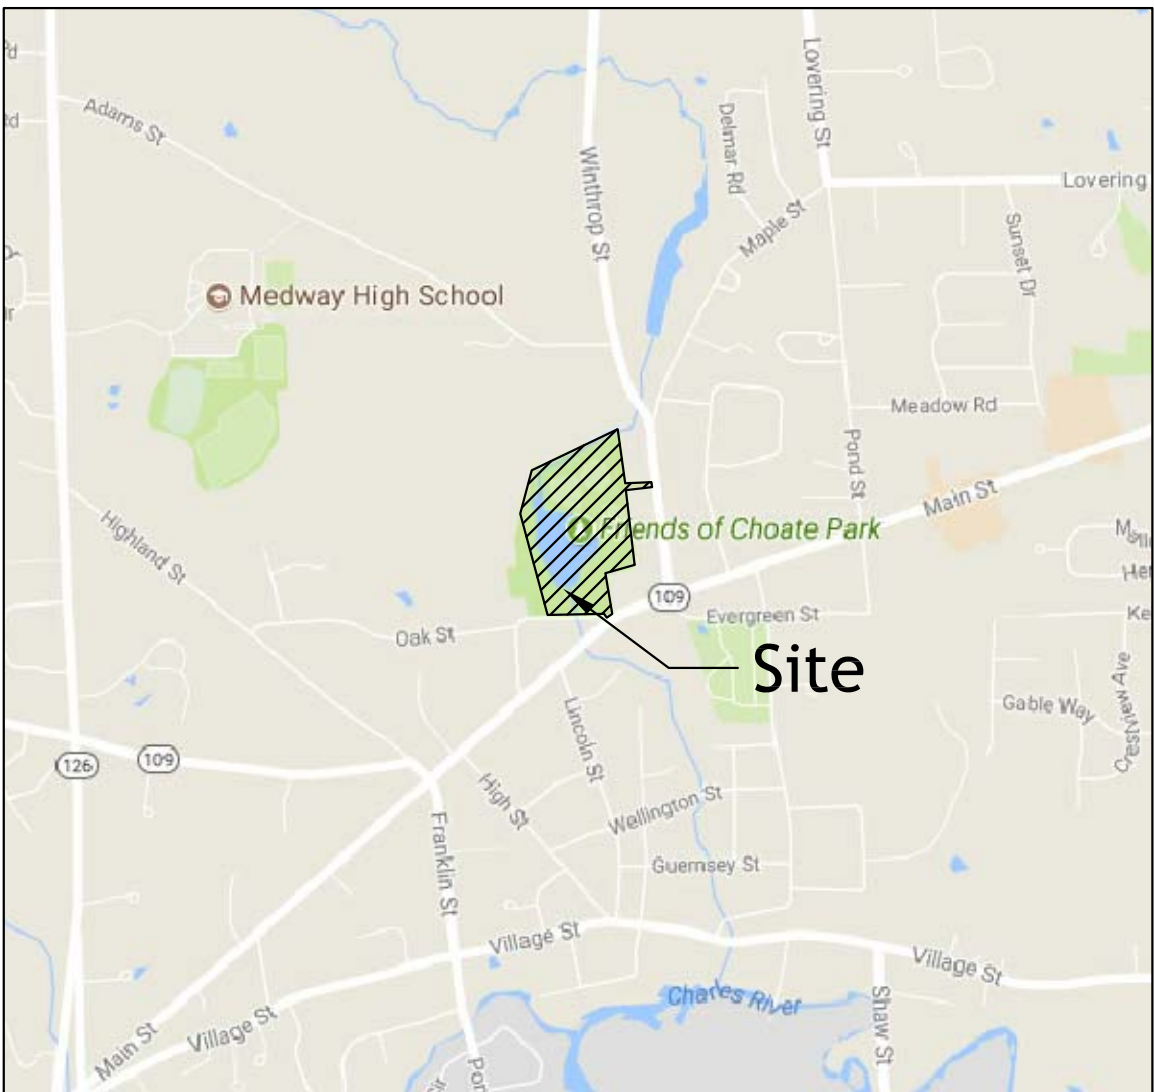 Adams St
Winthrop St
Delmar Rd
Lovering St
Lovering
Maple St
Sunset Dr
Medway High School
Meadow Rd
Pond St
Main St
Highland St
Friends of Choate Park
109
Evergreen St
Oak St
Site
Gable Way
Crestview Ave
Lincoln St
126
109
High St
Wellington St
Franklin St
Guernsey St
Village St
Village St
Charles River
Shaw St
Village St
Main St